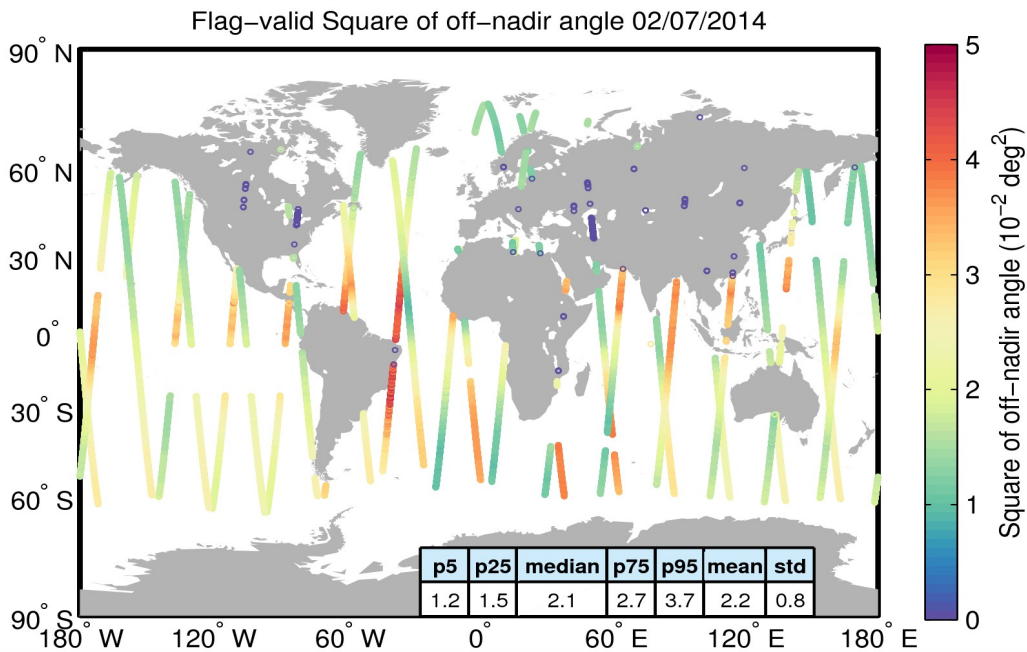 Flag−valid Square of off−nadir angle 02/07/2014
90° N
60° N
30° N
0°
30° S
60° S
90° S
180° W
120° W
60° W
0°
60° E
120° E
180° E
p5 p25 median p75 p95 mean std
1.2 1.5 2.1 2.7 3.7 2.2 0.8
5
4
3
2
1
0
Square of off−nadir angle (10⁻² deg²)